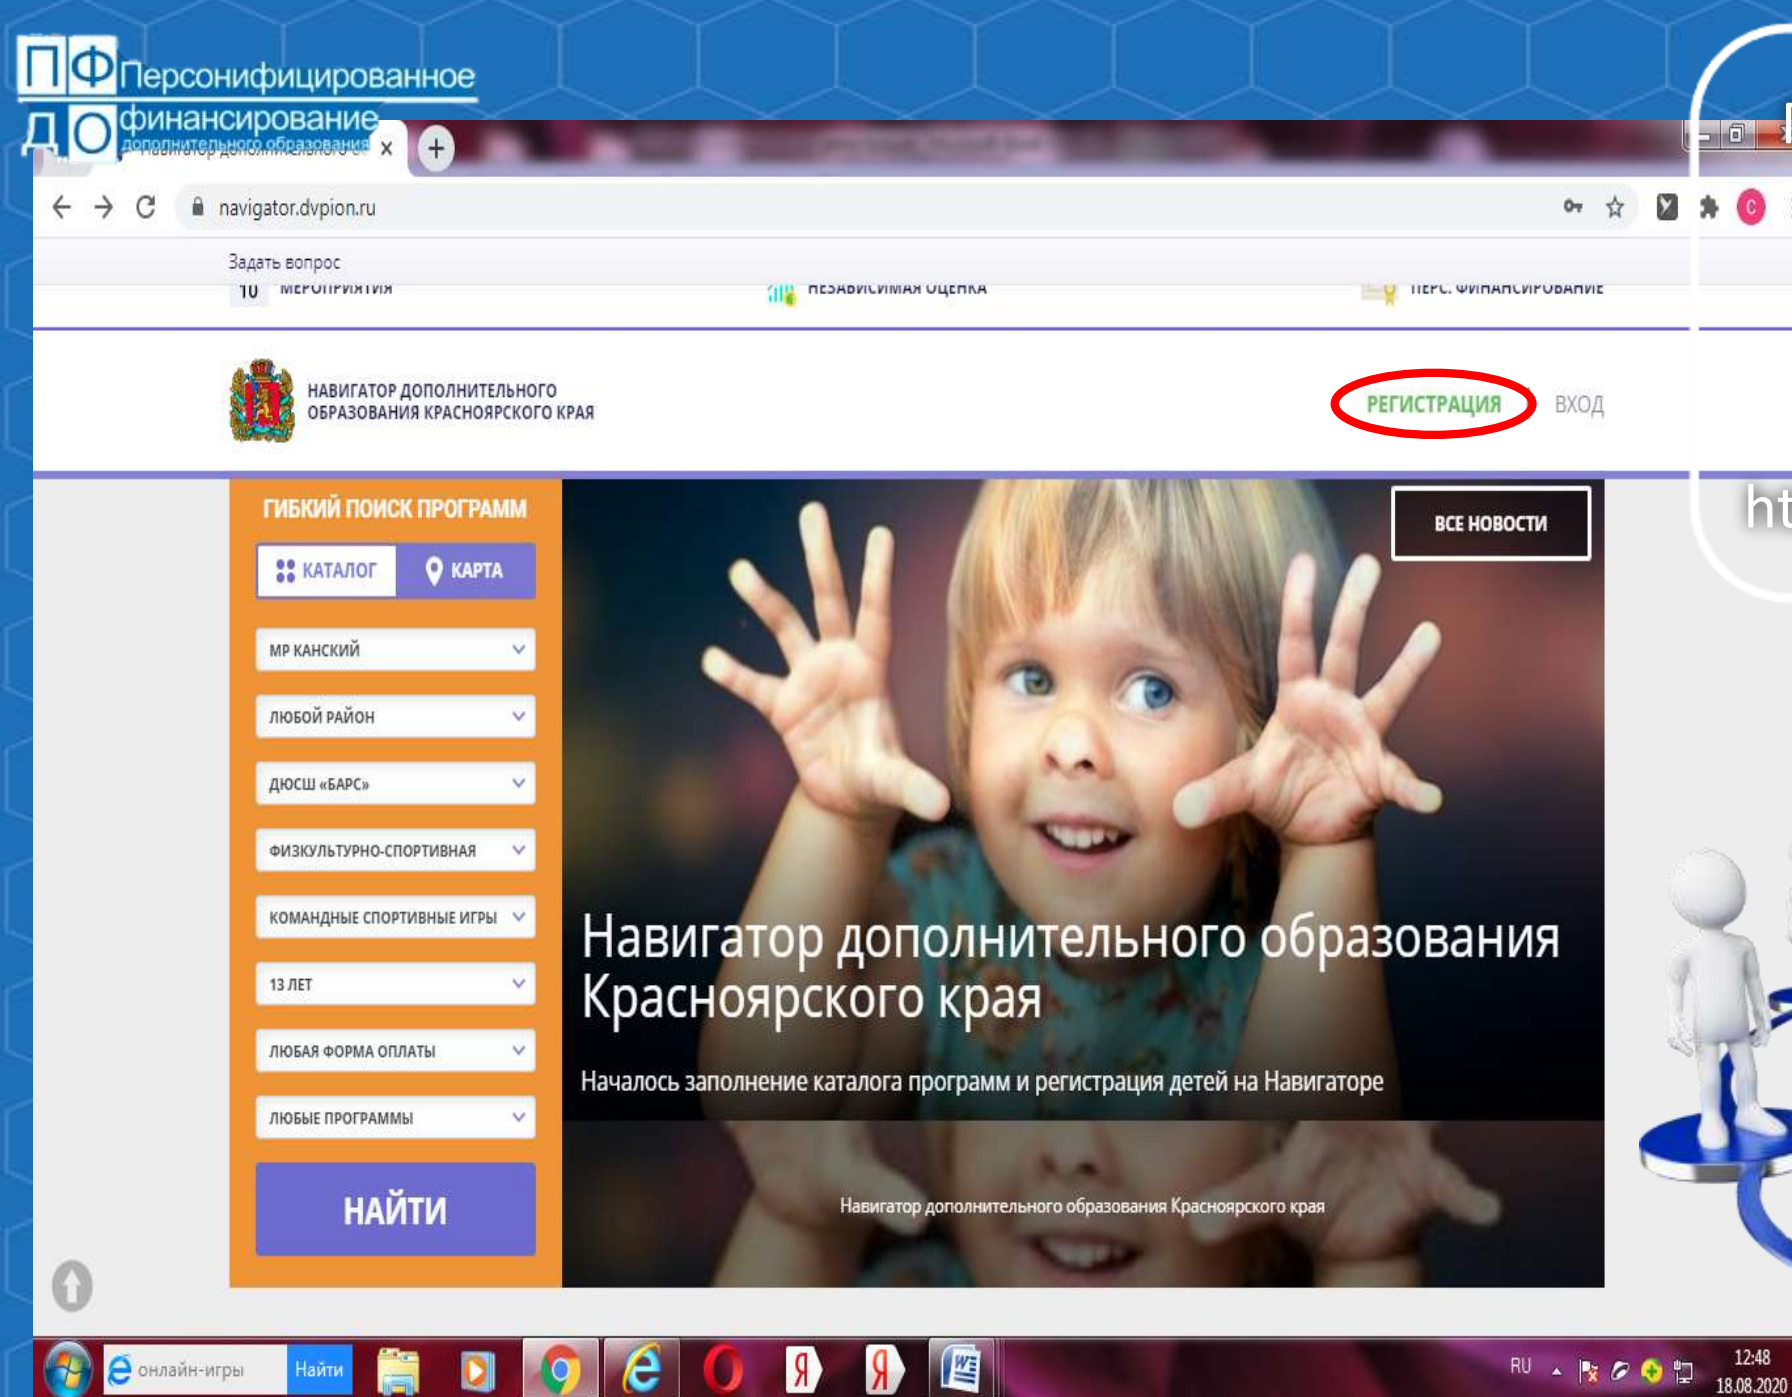 ПФ Персонифицированное
ДО финансирование
дополнительного образования
navigator.dvpion.ru
Задать вопрос
10 МЕРОПРИЯТИЯ
НЕЗАВИСИМАЯ ОЦЕНКА
ПЕРС. ФИНАНСИРОВАНИЕ
НАВИГАТОР ДОПОЛНИТЕЛЬНОГО
ОБРАЗОВАНИЯ КРАСНОЯРСКОГО КРАЯ
РЕГИСТРАЦИЯ
ВХОД
ht
ГИБКИЙ ПОИСК ПРОГРАММ
КАТАЛОГ
КАРТА
МР КАНСКИЙ
ЛЮБОЙ РАЙОН
ДЮСШ «БАРС»
ФИЗКУЛЬТУРНО-СПОРТИВНАЯ
КОМАНДНЫЕ СПОРТИВНЫЕ ИГРЫ
13 ЛЕТ
ЛЮБАЯ ФОРМА ОПЛАТЫ
ЛЮБЫЕ ПРОГРАММЫ
НАЙТИ
ВСЕ НОВОСТИ
Навигатор дополнительного образования
Красноярского края
Началось заполнение каталога программ и регистрация детей на Навигаторе
Навигатор дополнительного образования Красноярского края
онлайн-игры
Найти
RU
12:48
18.08.2020